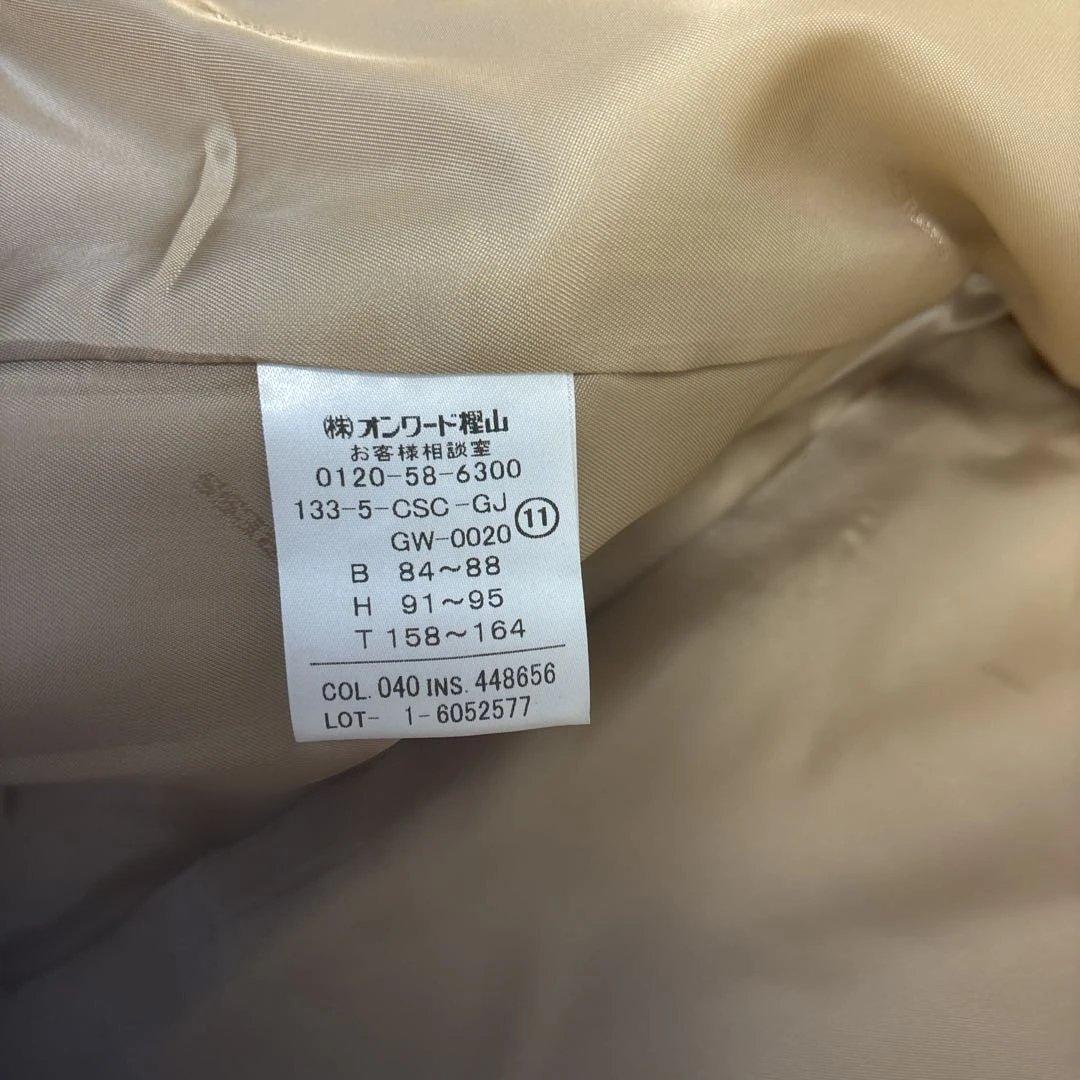 ㈱オンワード樫山
お客様相談室
0120-58-6300
133-5-CSC-GJ
GW-0020 ⑪
B 84~88
H 91~95
T 158~164
COL. 040 INS. 448656
LOT- 1-6052577